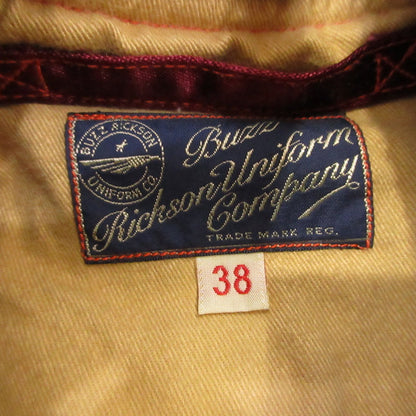 BUZZ RICKSON
UNIFORM CO.
Buzz
Rickson Uniform
Company
TRADE MARK REG.
38